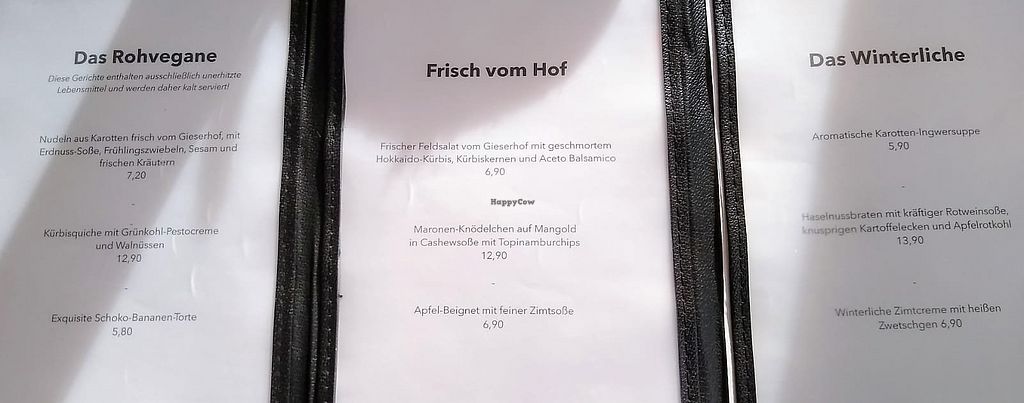 Das Rohvegane
Diese Gerichte enthalten ausschließlich unerhitzte
Lebensmittel und werden daher kalt serviert!
Nudeln aus Karotten frisch vom Gieserhof, mit
Erdnuss-Soße, Frühlingszwiebeln, Sesam und
frischen Kräutern
7,20
-
Kürbisquiche mit Grünkohl-Pestocreme
und Walnüssen
12,90
-
Exquisite Schoko-Bananen-Torte
5,80
Frisch vom Hof
Frischer Feldsalat vom Gieserhof mit geschmortem
Hokkaido-Kürbis, Kürbiskernen und Aceto Balsamico
6,90
HappyCow
Maronen-Knödelchen auf Mangold
in Cashewsoße mit Topinamburchips
12,90
-
Apfel-Beignet mit feiner Zimtsoße
6,90
Das Winterliche
Aromatische Karotten-Ingwersuppe
5,90
-
Haselnussbraten mit kräftiger Rotweinsoße,
knusprigen Kartoffelecken und Apfelrotkohl
13,90
-
Winterliche Zimtcreme mit heißen
Zwetschgen 6,90